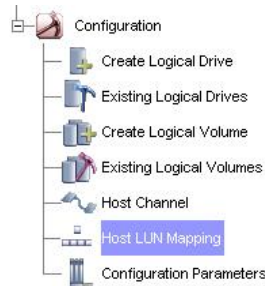 Configuration
Create Logical Drive
Existing Logical Drives
Create Logical Volume
Existing Logical Volumes
Host Channel
Host LUN Mapping
Configuration Parameters